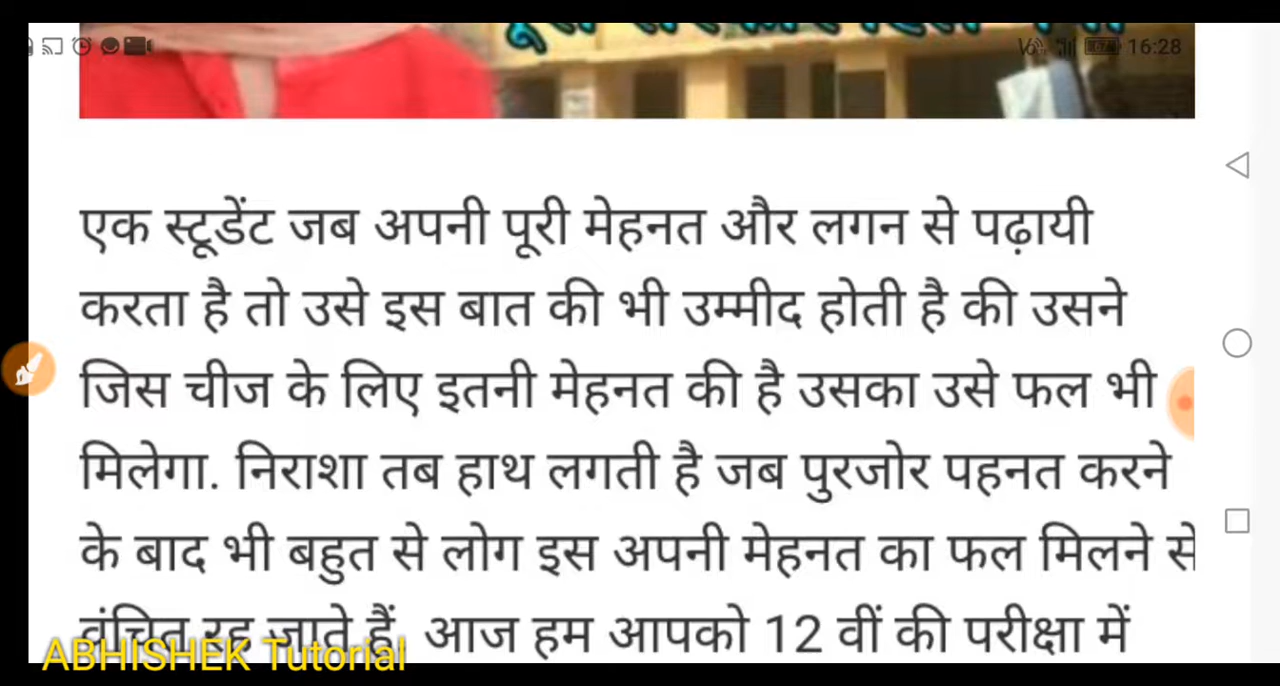 16:28
एक स्टूडेंट जब अपनी पूरी मेहनत और लगन से पढ़ायी
करता है तो उसे इस बात की भी उम्मीद होती है की उसने
जिस चीज के लिए इतनी मेहनत की है उसका उसे फल भी
मिलेगा. निराशा तब हाथ लगती है जब पुरजोर पहनत करने
के बाद भी बहुत से लोग इस अपनी मेहनत का फल मिलने से
वंचित रह जाते हैं. आज हम आपको 12 वीं की परीक्षा में
ABHISHEK Tutorial